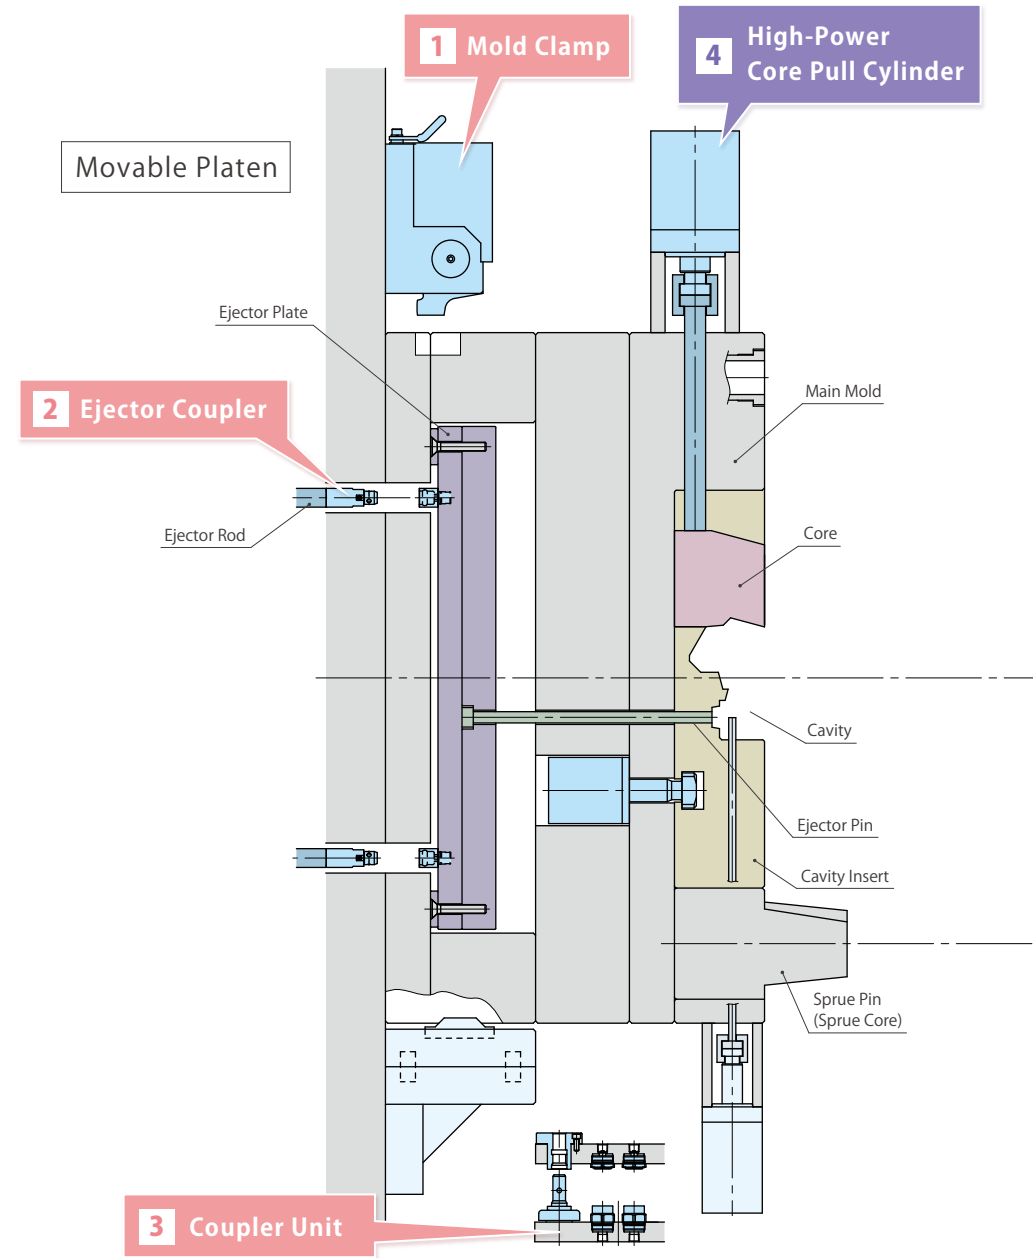 1 Mold Clamp
4 High-Power
Core Pull Cylinder
Movable Platen
Ejector Plate
2 Ejector Coupler
Main Mold
Ejector Rod
Core
Cavity
Ejector Pin
Cavity Insert
Sprue Pin
(Sprue Core)
3 Coupler Unit